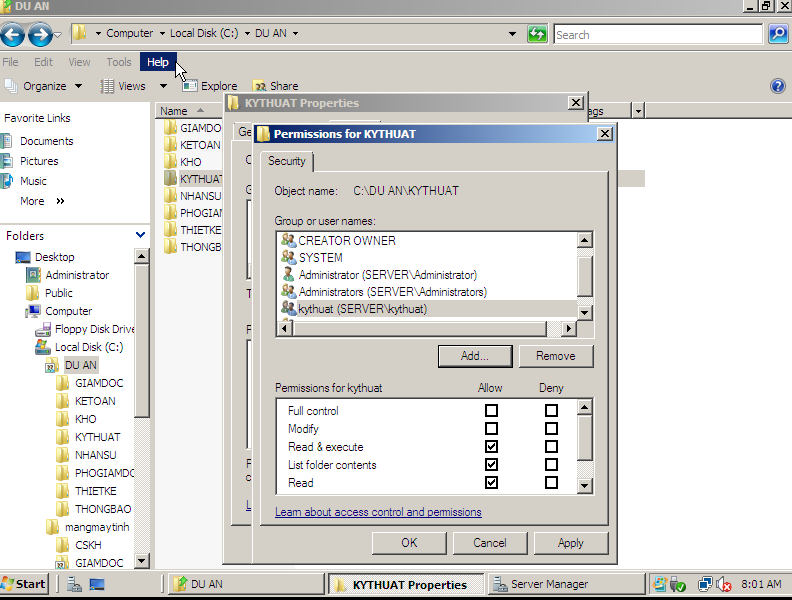 DU AN
Computer Local Disk (C:) DU AN
Search
File Edit View Tools Help
Organize Views Explore Share
Favorite Links
Documents
Pictures
Music
More »
Folders
Desktop
Administrator
Public
Computer
Floppy Disk Drive
Local Disk (C:)
DU AN
GIAMDOC
KETOAN
KHO
KYTHUAT
NHANSU
PHOGIAMDO
THIETKE
THONGBAO
mangmaytinh
CSKH
GIAMDOC
Name
ags
GIAMDO
KETOAN
KHO
KYTHUAT
NHANSU
PHOGIAM
THIETKE
THONGB
KYTHUAT Properties
Ge
Permissions for KYTHUAT
Security
Object name: C:\DU AN\KYTHUAT
Group or user names:
CREATOR OWNER
SYSTEM
Administrator (SERVER\Administrator)
Administrators (SERVER\Administrators)
kythuat (SERVER\kythuat)
Add... Remove
Permissions for kythuat Allow Deny
Full control
Modify
Read & execute
List folder contents
Read
Learn about access control and permissions
OK Cancel Apply
Start DU AN KYTHUAT Properties Server Manager 8:01 AM